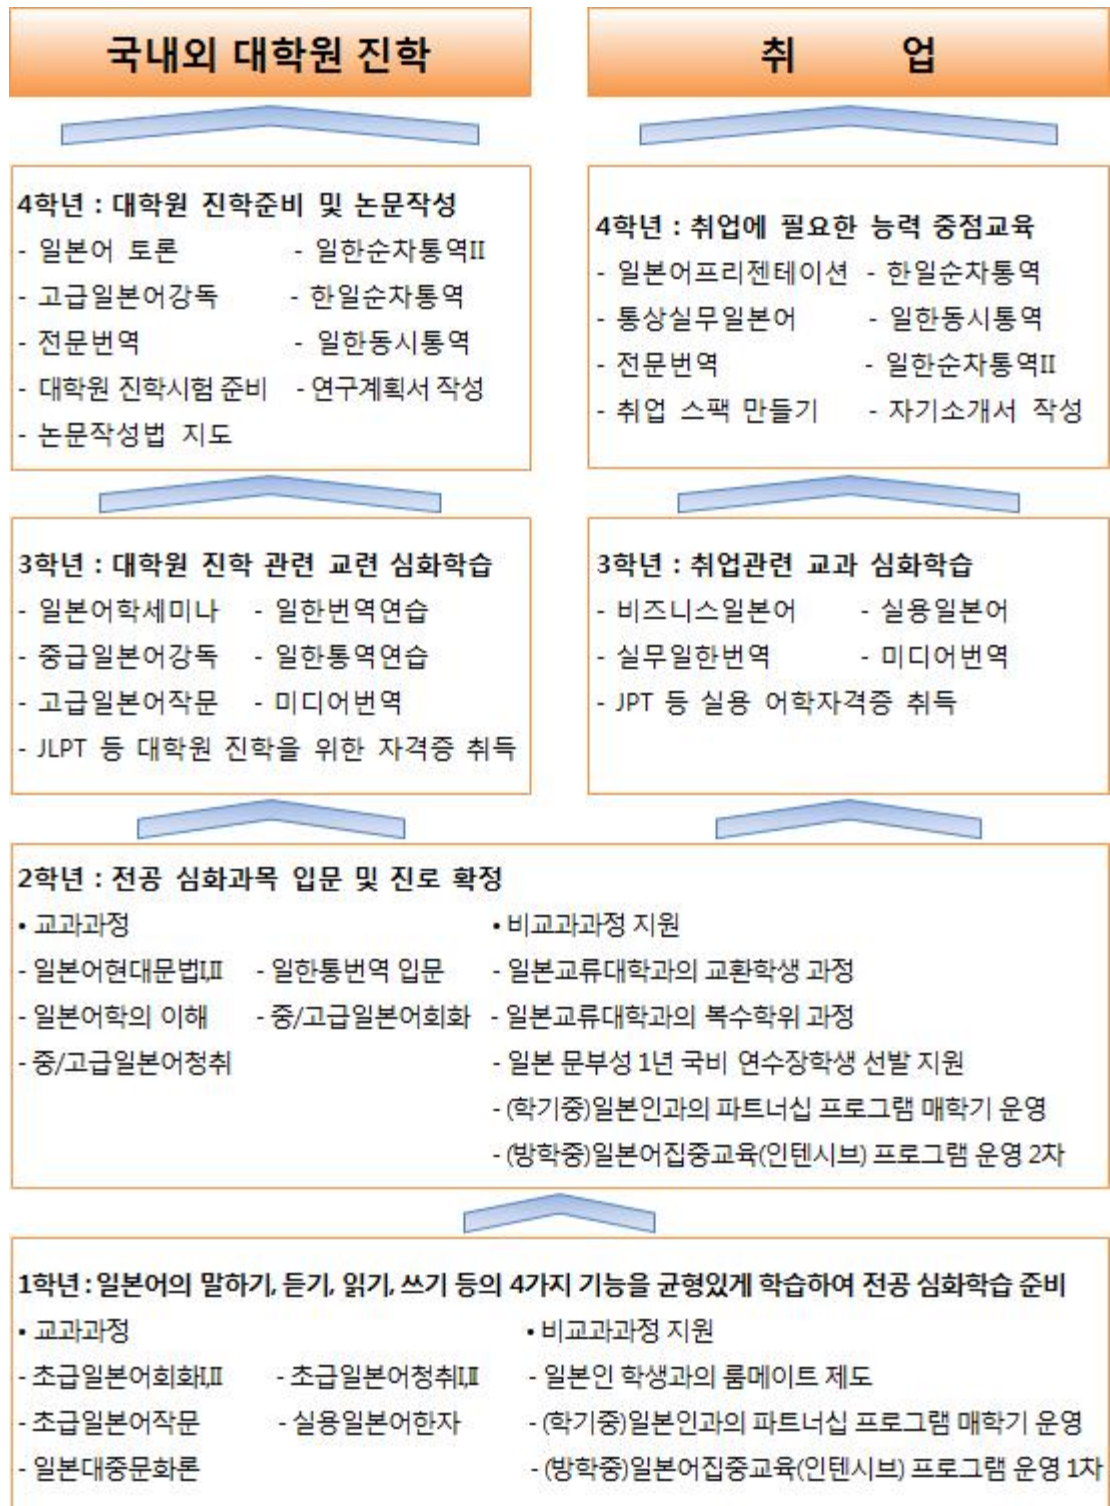 국내외 대학원 진학
취 업
4학년 : 대학원 진학준비 및 논문작성
- 일본어 토론 - 일한순차통역II
- 고급일본어강독 - 한일순차통역
- 전문번역 - 일한동시통역
- 대학원 진학시험 준비 - 연구계획서 작성
- 논문작성법 지도
4학년 : 취업에 필요한 능력 중점교육
- 일본어프리젠테이션 - 한일순차통역
- 통상실무일본어 - 일한동시통역
- 전문번역 - 일한순차통역II
- 취업 스팩 만들기 - 자기소개서 작성
3학년 : 대학원 진학 관련 교련 심화학습
- 일본어학세미나 - 일한번역연습
- 중급일본어강독 - 일한통역연습
- 고급일본어작문 - 미디어번역
- JLPT 등 대학원 진학을 위한 자격증 취득
3학년 : 취업관련 교과 심화학습
- 비즈니스일본어 - 실용일본어
- 실무일한번역 - 미디어번역
- JPT 등 실용 어학자격증 취득
2학년 : 전공 심화과목 입문 및 진로 확정
• 교과과정
- 일본어현대문법I,II - 일한통번역 입문
- 일본어학의 이해 - 중/고급일본어회화
- 중/고급일본어청취
• 비교과과정 지원
- 일본교류대학과의 교환학생 과정
- 일본교류대학과의 복수학위 과정
- 일본 문부성 1년 국비 연수장학생 선발 지원
- (학기중)일본인과의 파트너십 프로그램 매학기 운영
- (방학중)일본어집중교육(인텐시브) 프로그램 운영 2차
1학년 : 일본어의 말하기, 듣기, 읽기, 쓰기 등의 4가지 기능을 균형있게 학습하여 전공 심화학습 준비
• 교과과정
- 초급일본어회화I,II - 초급일본어청취I,II
- 초급일본어작문 - 실용일본어한자
- 일본대중문화론
• 비교과과정 지원
- 일본인 학생과의 룸메이트 제도
- (학기중)일본인과의 파트너십 프로그램 매학기 운영
- (방학중)일본어집중교육(인텐시브) 프로그램 운영 1차